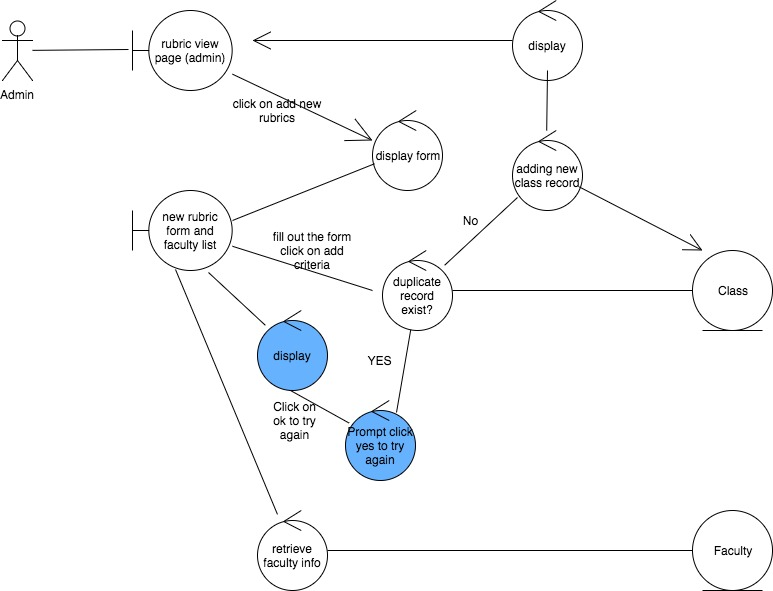 rubric view
page (admin)
display
Admin
click on add new
rubrics
display form
adding new
class record
new rubric
form and
faculty list
No
fill out the form
click on add
criteria
duplicate
record
exist?
Class
display
YES
Click on
ok to try
again
Prompt click
yes to try
again
retrieve
faculty info
Faculty